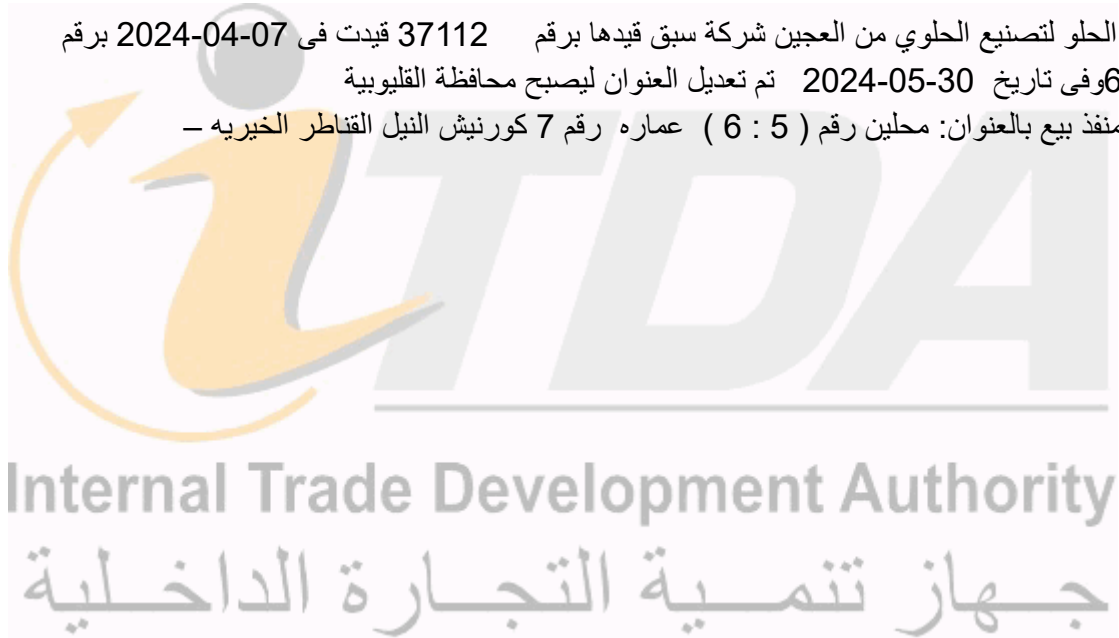 الحلو لتصنيع الحلوي من العجين شركة سبق قيدها برقم 37112 قيدت فى 07-04-2024 برقم
6وفى تاريخ 30-05-2024 تم تعديل العنوان ليصبح محافظة القليوبية
منفذ بيع بالعنوان: محلين رقم ( 5 : 6 ) عماره رقم 7 كورنيش النيل القناطر الخيريه –
iTDA
Internal Trade Development Authority
جهاز تنمية التجارة الداخلية